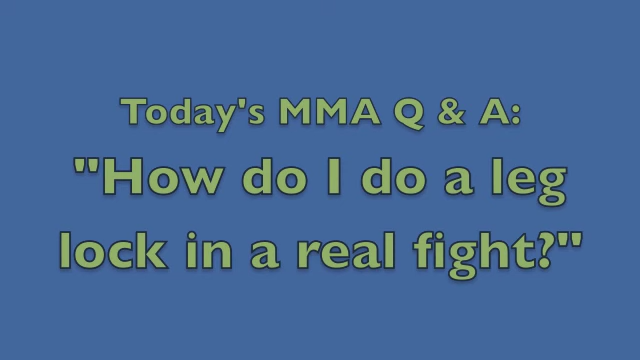 Today's MMA Q & A:
"How do I do a leg
lock in a real fight?"